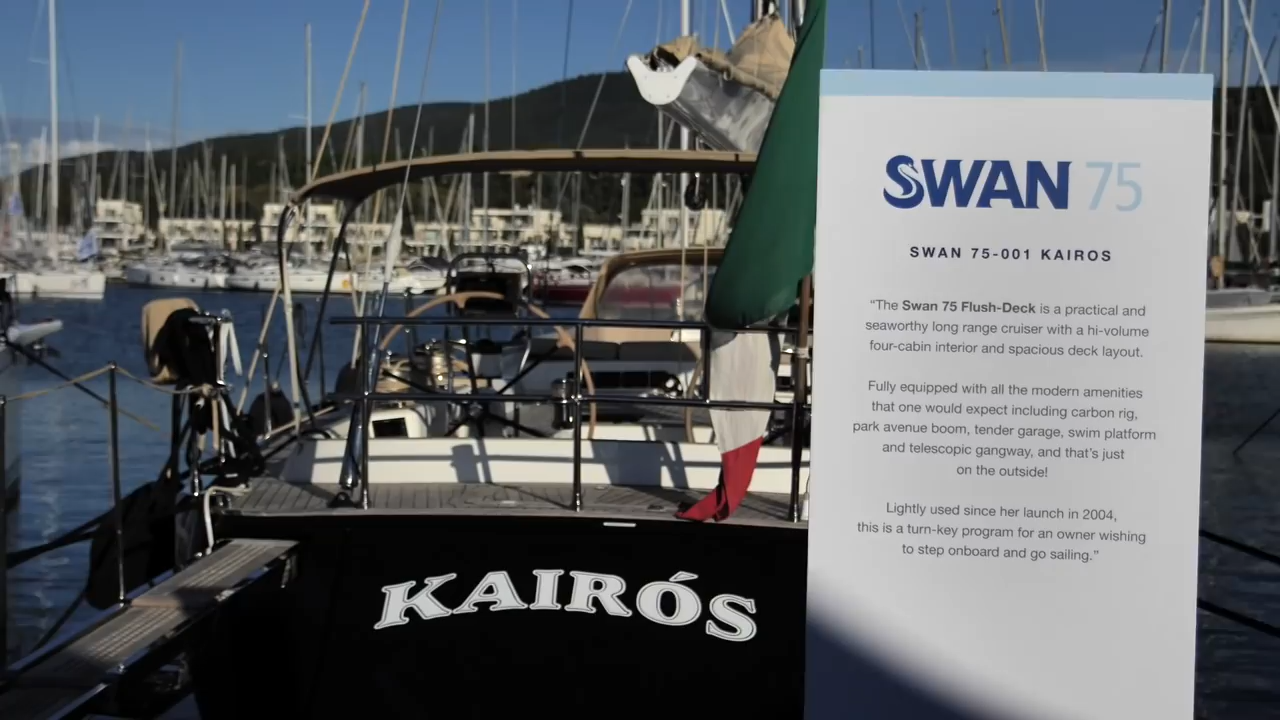 SWAN 75
SWAN 75-001 KAIROS
“The Swan 75 Flush-Deck is a practical and
seaworthy long range cruiser with a hi-volume
four-cabin interior and spacious deck layout.
Fully equipped with all the modern amenities
that one would expect including carbon rig,
park avenue boom, tender garage, swim platform
and telescopic gangway, and that’s just
on the outside!
Lightly used since her launch in 2004,
this is a turn-key program for an owner wishing
to step onboard and go sailing.”
KAIRÓS